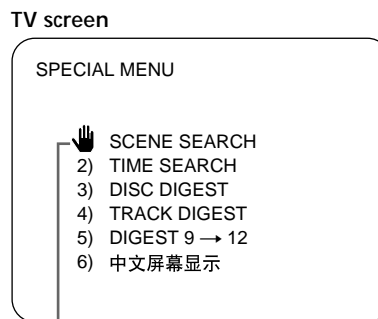 TV screen
SPECIAL MENU
SCENE SEARCH
2) TIME SEARCH
3) DISC DIGEST
4) TRACK DIGEST
5) DIGEST 9 → 12
6) 中文屏幕显示